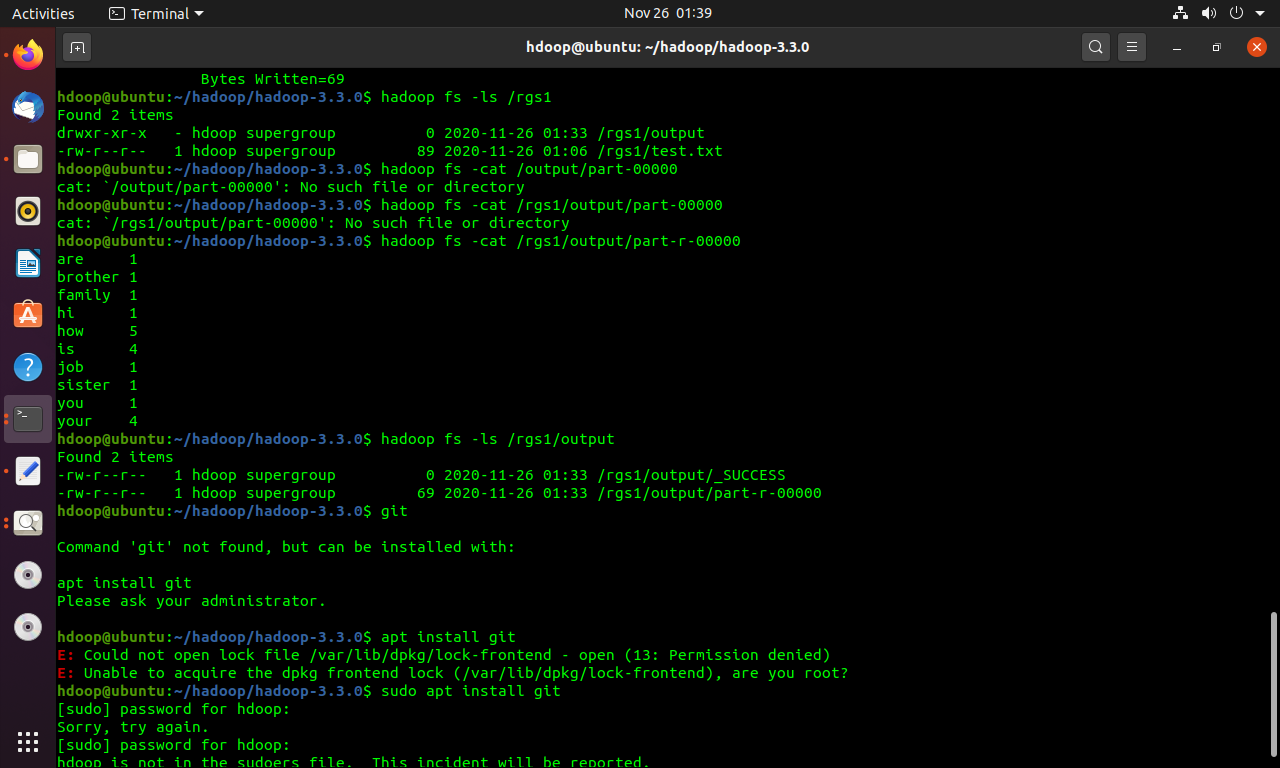 Activities Terminal Nov 26 01:39
hdoop@ubuntu: ~/hadoop/hadoop-3.3.0
                Bytes Written=69
hdoop@ubuntu:~/hadoop/hadoop-3.3.0$ hadoop fs -ls /rgs1
Found 2 items
drwxr-xr-x   - hdoop supergroup          0 2020-11-26 01:33 /rgs1/output
-rw-r--r--   1 hdoop supergroup         89 2020-11-26 01:06 /rgs1/test.txt
hdoop@ubuntu:~/hadoop/hadoop-3.3.0$ hadoop fs -cat /output/part-00000
cat: `/output/part-00000': No such file or directory
hdoop@ubuntu:~/hadoop/hadoop-3.3.0$ hadoop fs -cat /rgs1/output/part-00000
cat: `/rgs1/output/part-00000': No such file or directory
hdoop@ubuntu:~/hadoop/hadoop-3.3.0$ hadoop fs -cat /rgs1/output/part-r-00000
are     1
brother 1
family  1
hi      1
how     5
is      4
job     1
sister  1
you     1
your    4
hdoop@ubuntu:~/hadoop/hadoop-3.3.0$ hadoop fs -ls /rgs1/output
Found 2 items
-rw-r--r--   1 hdoop supergroup          0 2020-11-26 01:33 /rgs1/output/_SUCCESS
-rw-r--r--   1 hdoop supergroup         69 2020-11-26 01:33 /rgs1/output/part-r-00000
hdoop@ubuntu:~/hadoop/hadoop-3.3.0$ git
Command 'git' not found, but can be installed with:
apt install git
Please ask your administrator.
hdoop@ubuntu:~/hadoop/hadoop-3.3.0$ apt install git
E: Could not open lock file /var/lib/dpkg/lock-frontend - open (13: Permission denied)
E: Unable to acquire the dpkg frontend lock (/var/lib/dpkg/lock-frontend), are you root?
hdoop@ubuntu:~/hadoop/hadoop-3.3.0$ sudo apt install git
[sudo] password for hdoop:
Sorry, try again.
[sudo] password for hdoop:
hdoop is not in the sudoers file.  This incident will be reported.